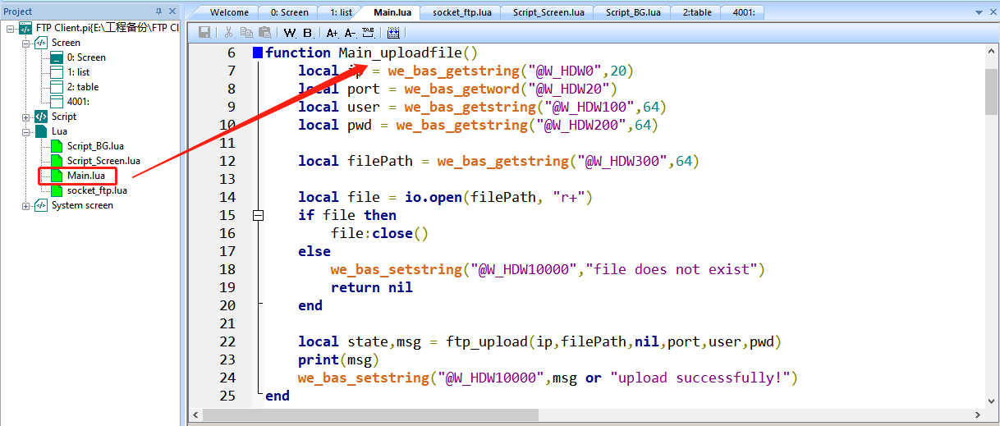 Project
FTP Client.pi{E:\工程备份\FTP Cli
Screen
0: Screen
1: list
2: table
4001:
Script
Lua
Script_BG.lua
Script_Screen.lua
Main.lua
socket_ftp.lua
System screen
Welcome 0: Screen 1: list Main.lua socket_ftp.lua Script_Screen.lua Script_BG.lua 2:table 4001:
W B A+ A- TAB
6 function Main_uploadfile()
7 local ip = we_bas_getstring("@W_HDW0",20)
8 local port = we_bas_getword("@W_HDW20")
9 local user = we_bas_getstring("@W_HDW100",64)
10 local pwd = we_bas_getstring("@W_HDW200",64)
11
12 local filePath = we_bas_getstring("@W_HDW300",64)
13
14 local file = io.open(filePath, "r+")
15 if file then
16 file:close()
17 else
18 we_bas_setstring("@W_HDW10000","file does not exist")
19 return nil
20 end
21
22 local state,msg = ftp_upload(ip,filePath,nil,port,user,pwd)
23 print(msg)
24 we_bas_setstring("@W_HDW10000",msg or "upload successfully!")
25 end